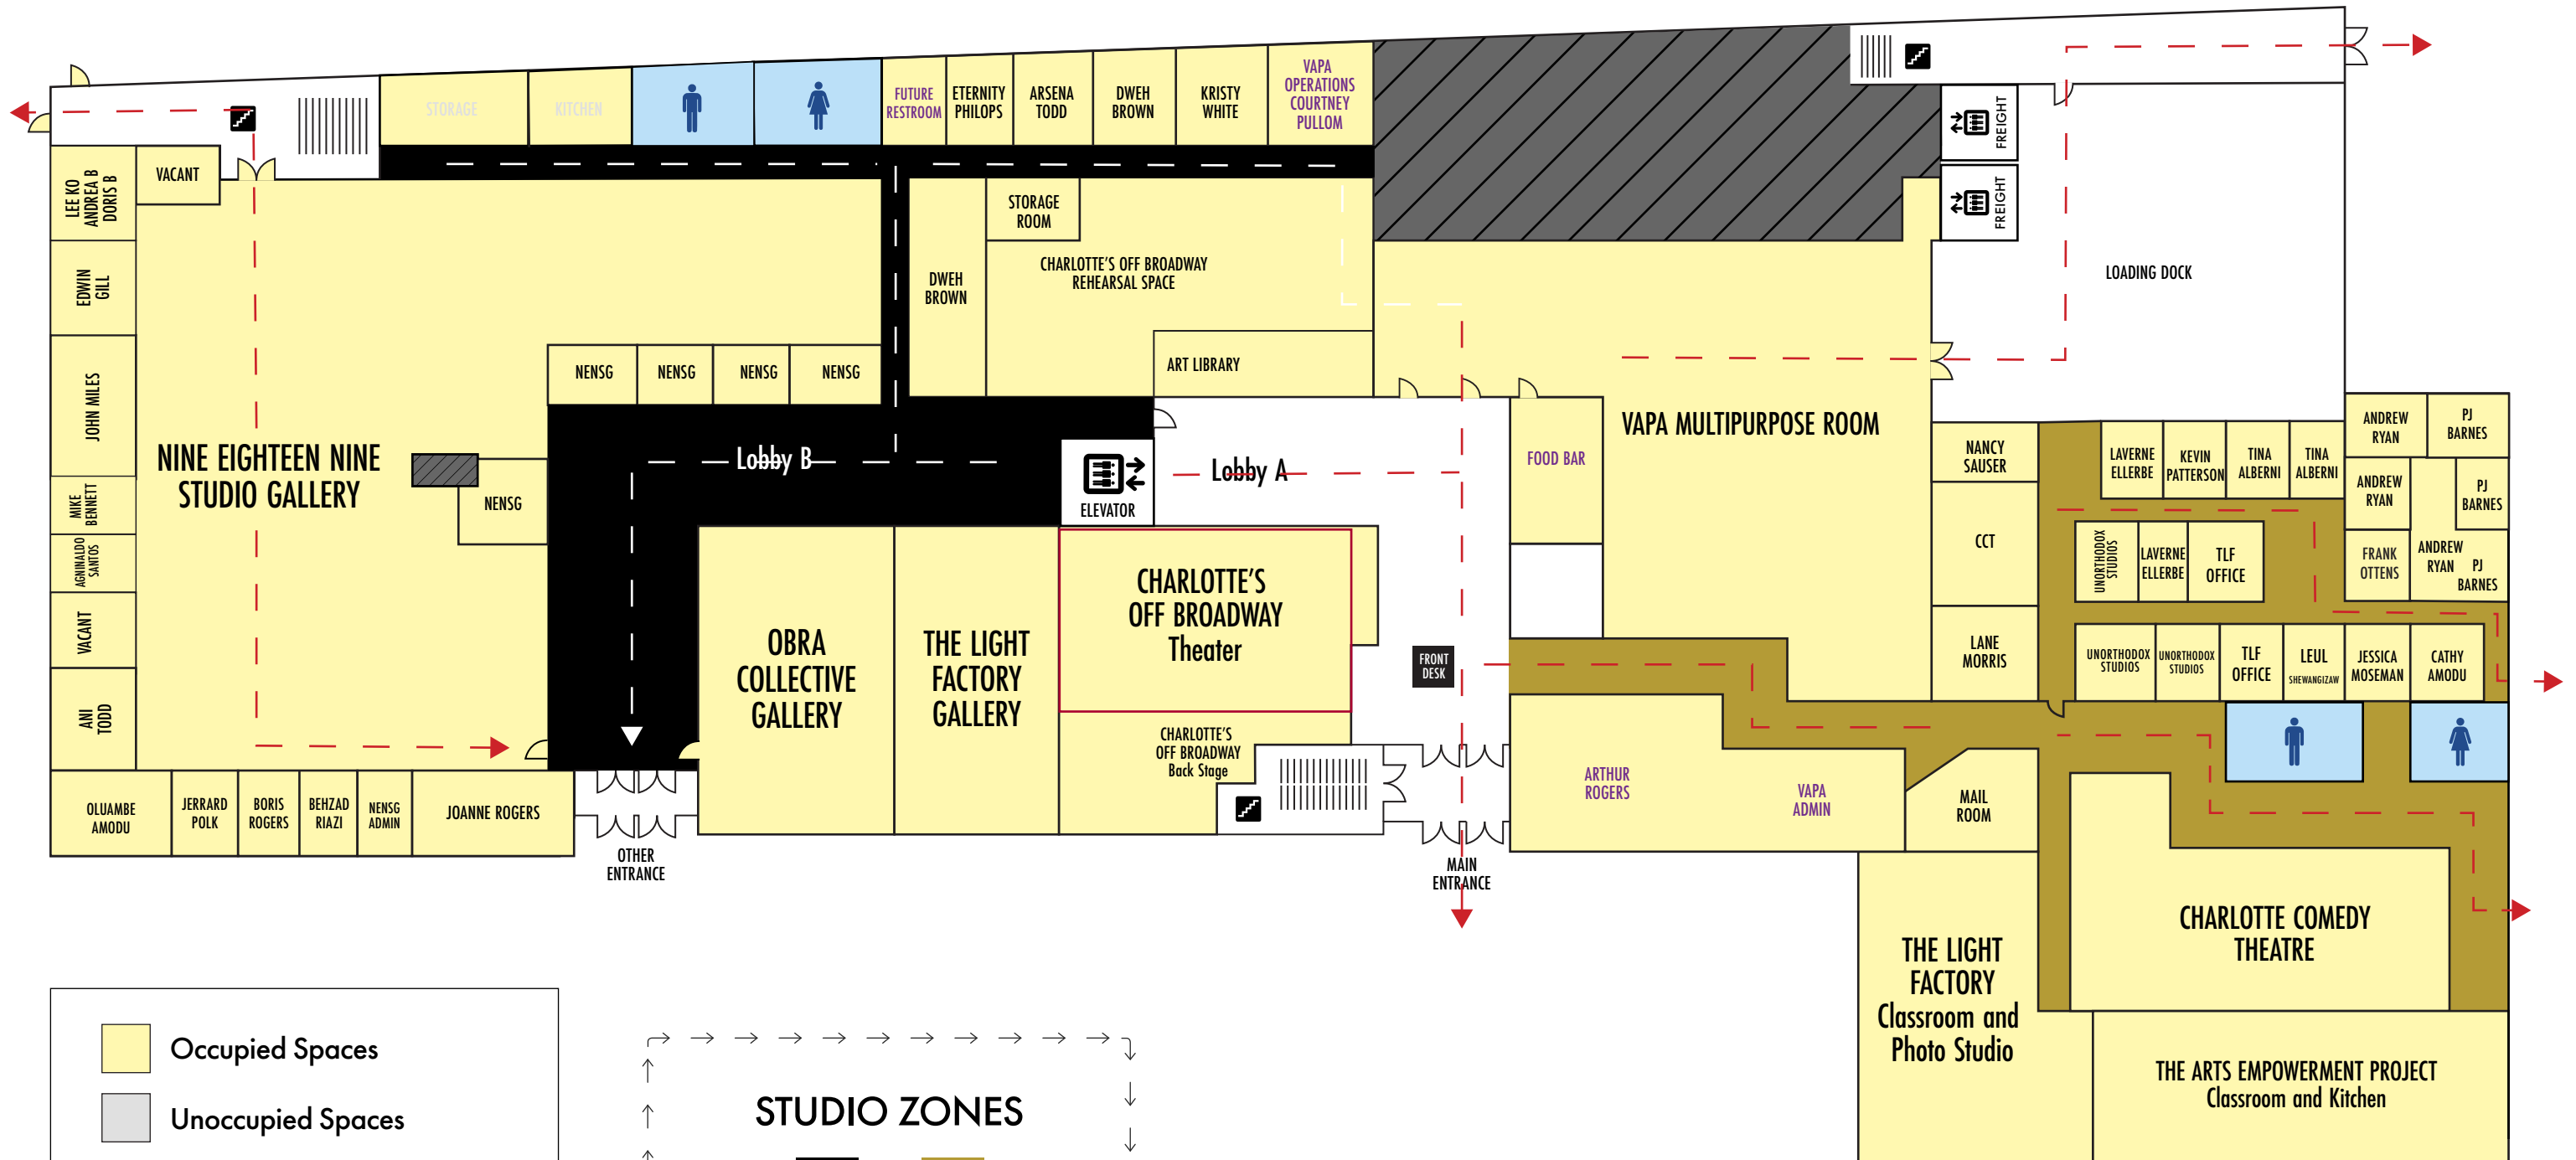 STORAGE
KITCHEN
FUTURE
RESTROOM
ETERNITY
PHILOPS
ARSENA
TODD
DWEH
BROWN
KRISTY
WHITE
VAPA
OPERATIONS
COURTNEY
PULLOM
FREIGHT
FREIGHT
LOADING DOCK
LEE KO
ANDREA B
DORIS B
VACANT
EDWIN
GILL
JOHN MILES
MIKE
BENNETT
AGNINALDO
SANTOS
VACANT
ANI
TODD
NINE EIGHTEEN NINE
STUDIO GALLERY
NENSG
NENSG
NENSG
NENSG
NENSG
DWEH
BROWN
STORAGE
ROOM
CHARLOTTE'S OFF BROADWAY
REHEARSAL SPACE
ART LIBRARY
Lobby B
ELEVATOR
Lobby A
FOOD BAR
VAPA MULTIPURPOSE ROOM
NANCY
SAUSER
CCT
LANE
MORRIS
LAVERNE
ELLERBE
KEVIN
PATTERSON
TINA
ALBERNI
TINA
ALBERNI
ANDREW
RYAN
PJ
BARNES
ANDREW
RYAN
PJ
BARNES
UNORTHODOX
STUDIOS
LAVERNE
ELLERBE
TLF
OFFICE
FRANK
OTTENS
ANDREW
RYAN
PJ
BARNES
UNORTHODOX
STUDIOS
UNORTHODOX
STUDIOS
TLF
OFFICE
LEUL
SHEWANGIZAW
JESSICA
MOSEMAN
CATHY
AMODU
OBRA
COLLECTIVE
GALLERY
THE LIGHT
FACTORY
GALLERY
CHARLOTTE'S
OFF BROADWAY
Theater
CHARLOTTE'S
OFF BROADWAY
Back Stage
FRONT
DESK
ARTHUR
ROGERS
VAPA
ADMIN
MAIL
ROOM
OLUAMBE
AMODU
JERRARD
POLK
BORIS
ROGERS
BEHZAD
RIAZI
NENSG
ADMIN
JOANNE ROGERS
OTHER
ENTRANCE
MAIN
ENTRANCE
THE LIGHT
FACTORY
Classroom and
Photo Studio
CHARLOTTE COMEDY
THEATRE
THE ARTS EMPOWERMENT PROJECT
Classroom and Kitchen
Occupied Spaces
Unoccupied Spaces
STUDIO ZONES